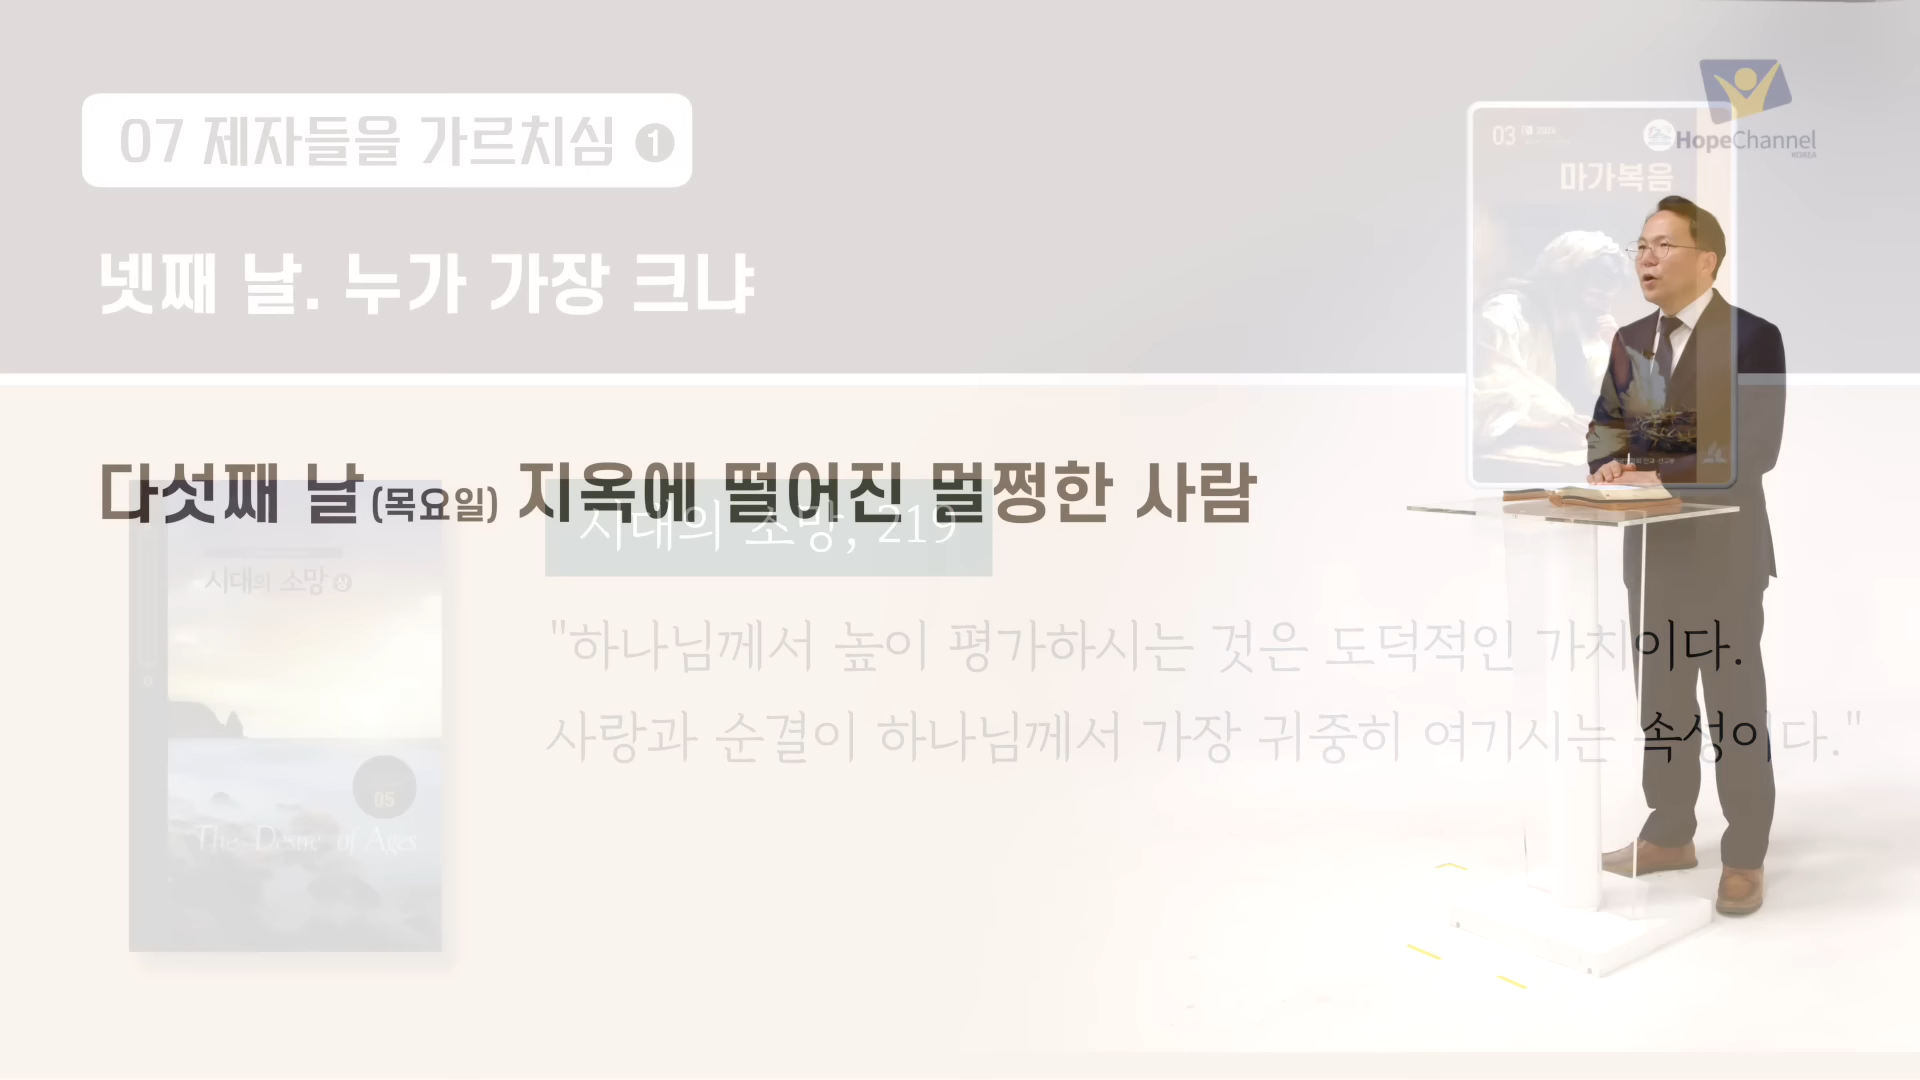 07 제자들을 가르치심 ❶
HopeChannel
KOREA
03
마가복음
넷째 날. 누가 가장 크냐
다섯째 날 (목요일) 지옥에 떨어진 멀쩡한 사람
시대의 소망, 219
시대의 소망 상
"하나님께서 높이 평가하시는 것은 도덕적인 가치이다.
사랑과 순결이 하나님께서 가장 귀중히 여기시는 속성이다."
05
The Desire of Ages